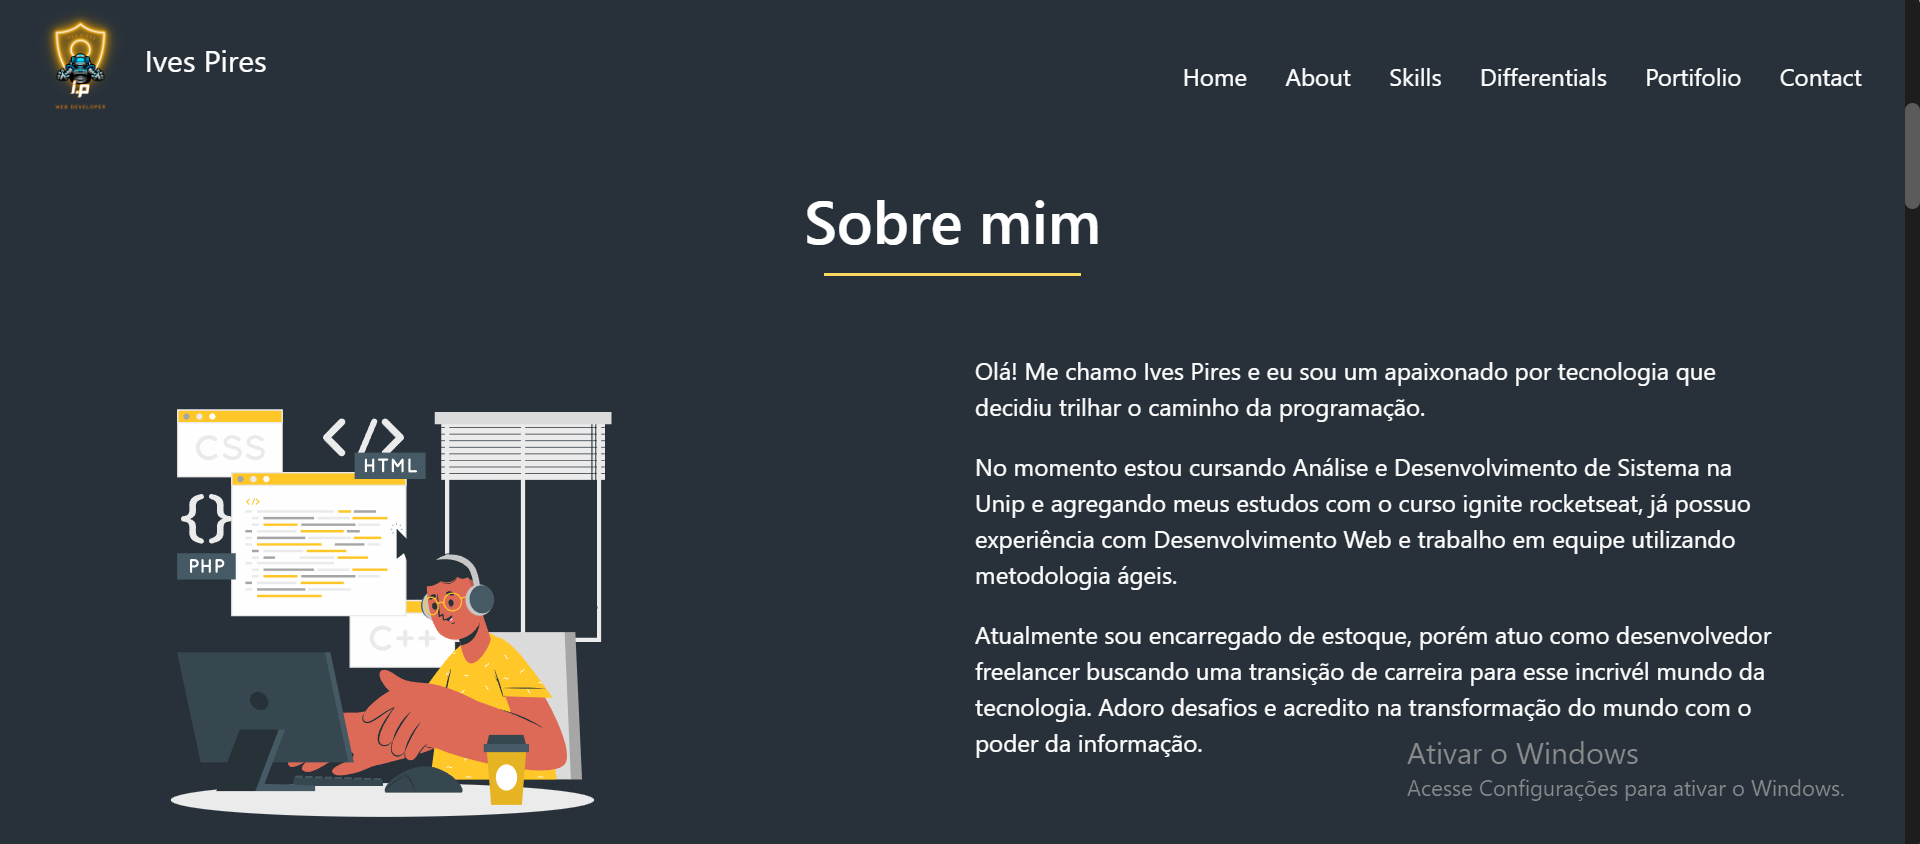 i.p
WEB DEVELOPER
Ives Pires
Home About Skills Differentials Portifolio Contact
Sobre mim
CSS
</>
HTML
</>
{}
PHP
C++
Olá! Me chamo Ives Pires e eu sou um apaixonado por tecnologia que
decidiu trilhar o caminho da programação.
No momento estou cursando Análise e Desenvolvimento de Sistema na
Unip e agregando meus estudos com o curso ignite rocketseat, já possuo
experiência com Desenvolvimento Web e trabalho em equipe utilizando
metodologia ágeis.
Atualmente sou encarregado de estoque, porém atuo como desenvolvedor
freelancer buscando uma transição de carreira para esse incrivél mundo da
tecnologia. Adoro desafios e acredito na transformação do mundo com o
poder da informação.
Ativar o Windows
Acesse Configurações para ativar o Windows.